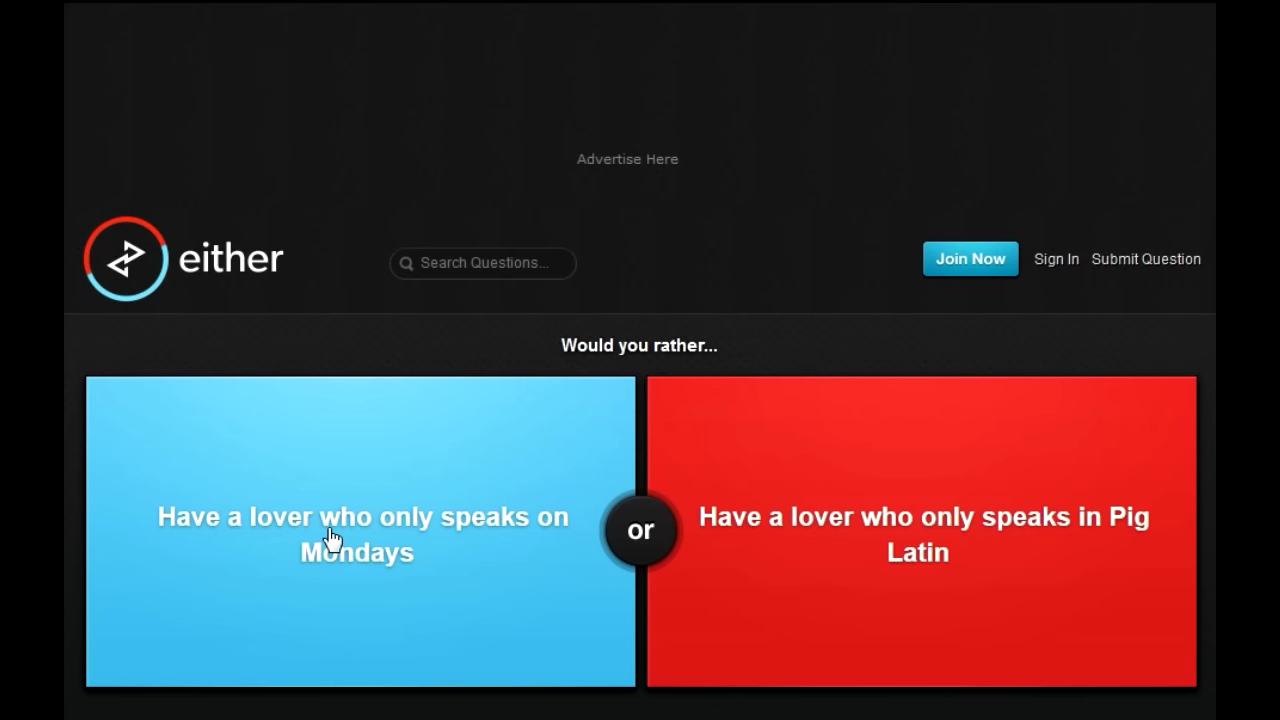 Advertise Here
either
Search Questions...
Join Now
Sign In
Submit Question
Would you rather...
Have a lover who only speaks on
Mondays
or
Have a lover who only speaks in Pig
Latin